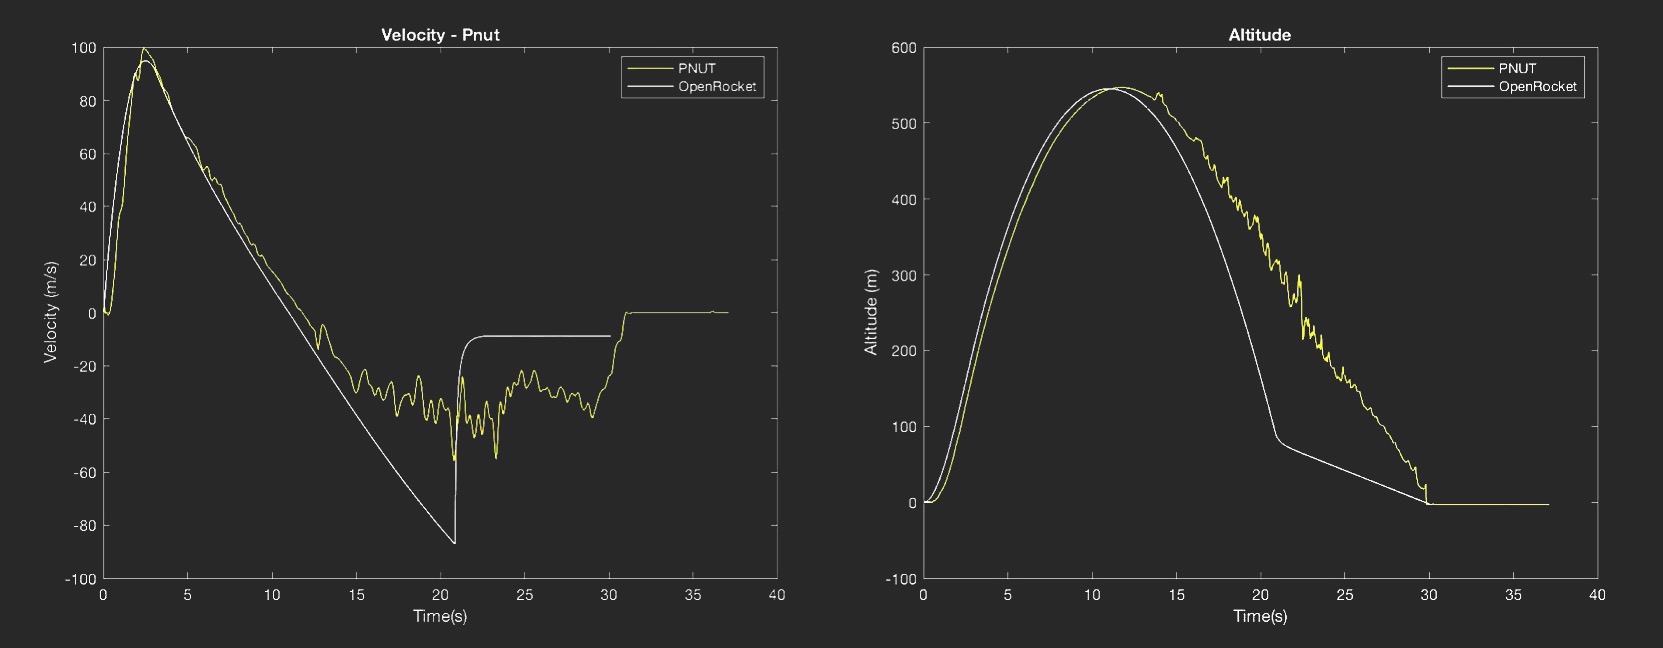 Velocity - Pnut
100
80
60
40
20
0
-20
-40
-60
-80
-100
Velocity (m/s)
0 5 10 15 20 25 30 35 40
Time(s)
PNUT
OpenRocket
Altitude
600
500
400
300
200
100
0
-100
Altitude (m)
0 5 10 15 20 25 30 35 40
Time(s)
PNUT
OpenRocket